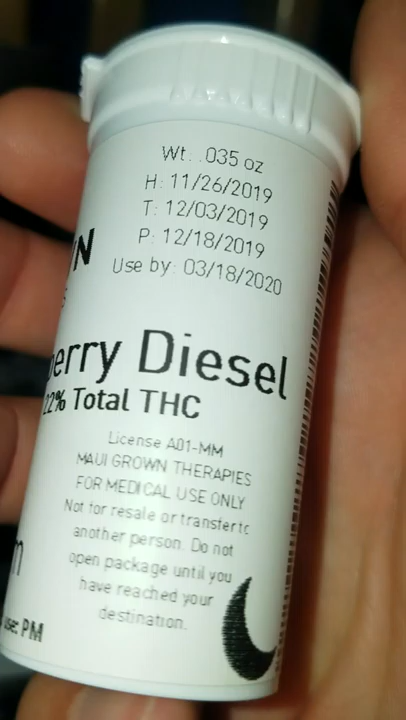 Wt. .035 oz
H: 11/26/2019
T: 12/03/2019
P: 12/18/2019
Use by: 03/18/2020
berry Diesel
22% Total THC
License A01-MM
MAUI GROWN THERAPIES
FOR MEDICAL USE ONLY
Not for resale or transfer to
another person. Do not
open package until you
have reached your
destination.
use: PM